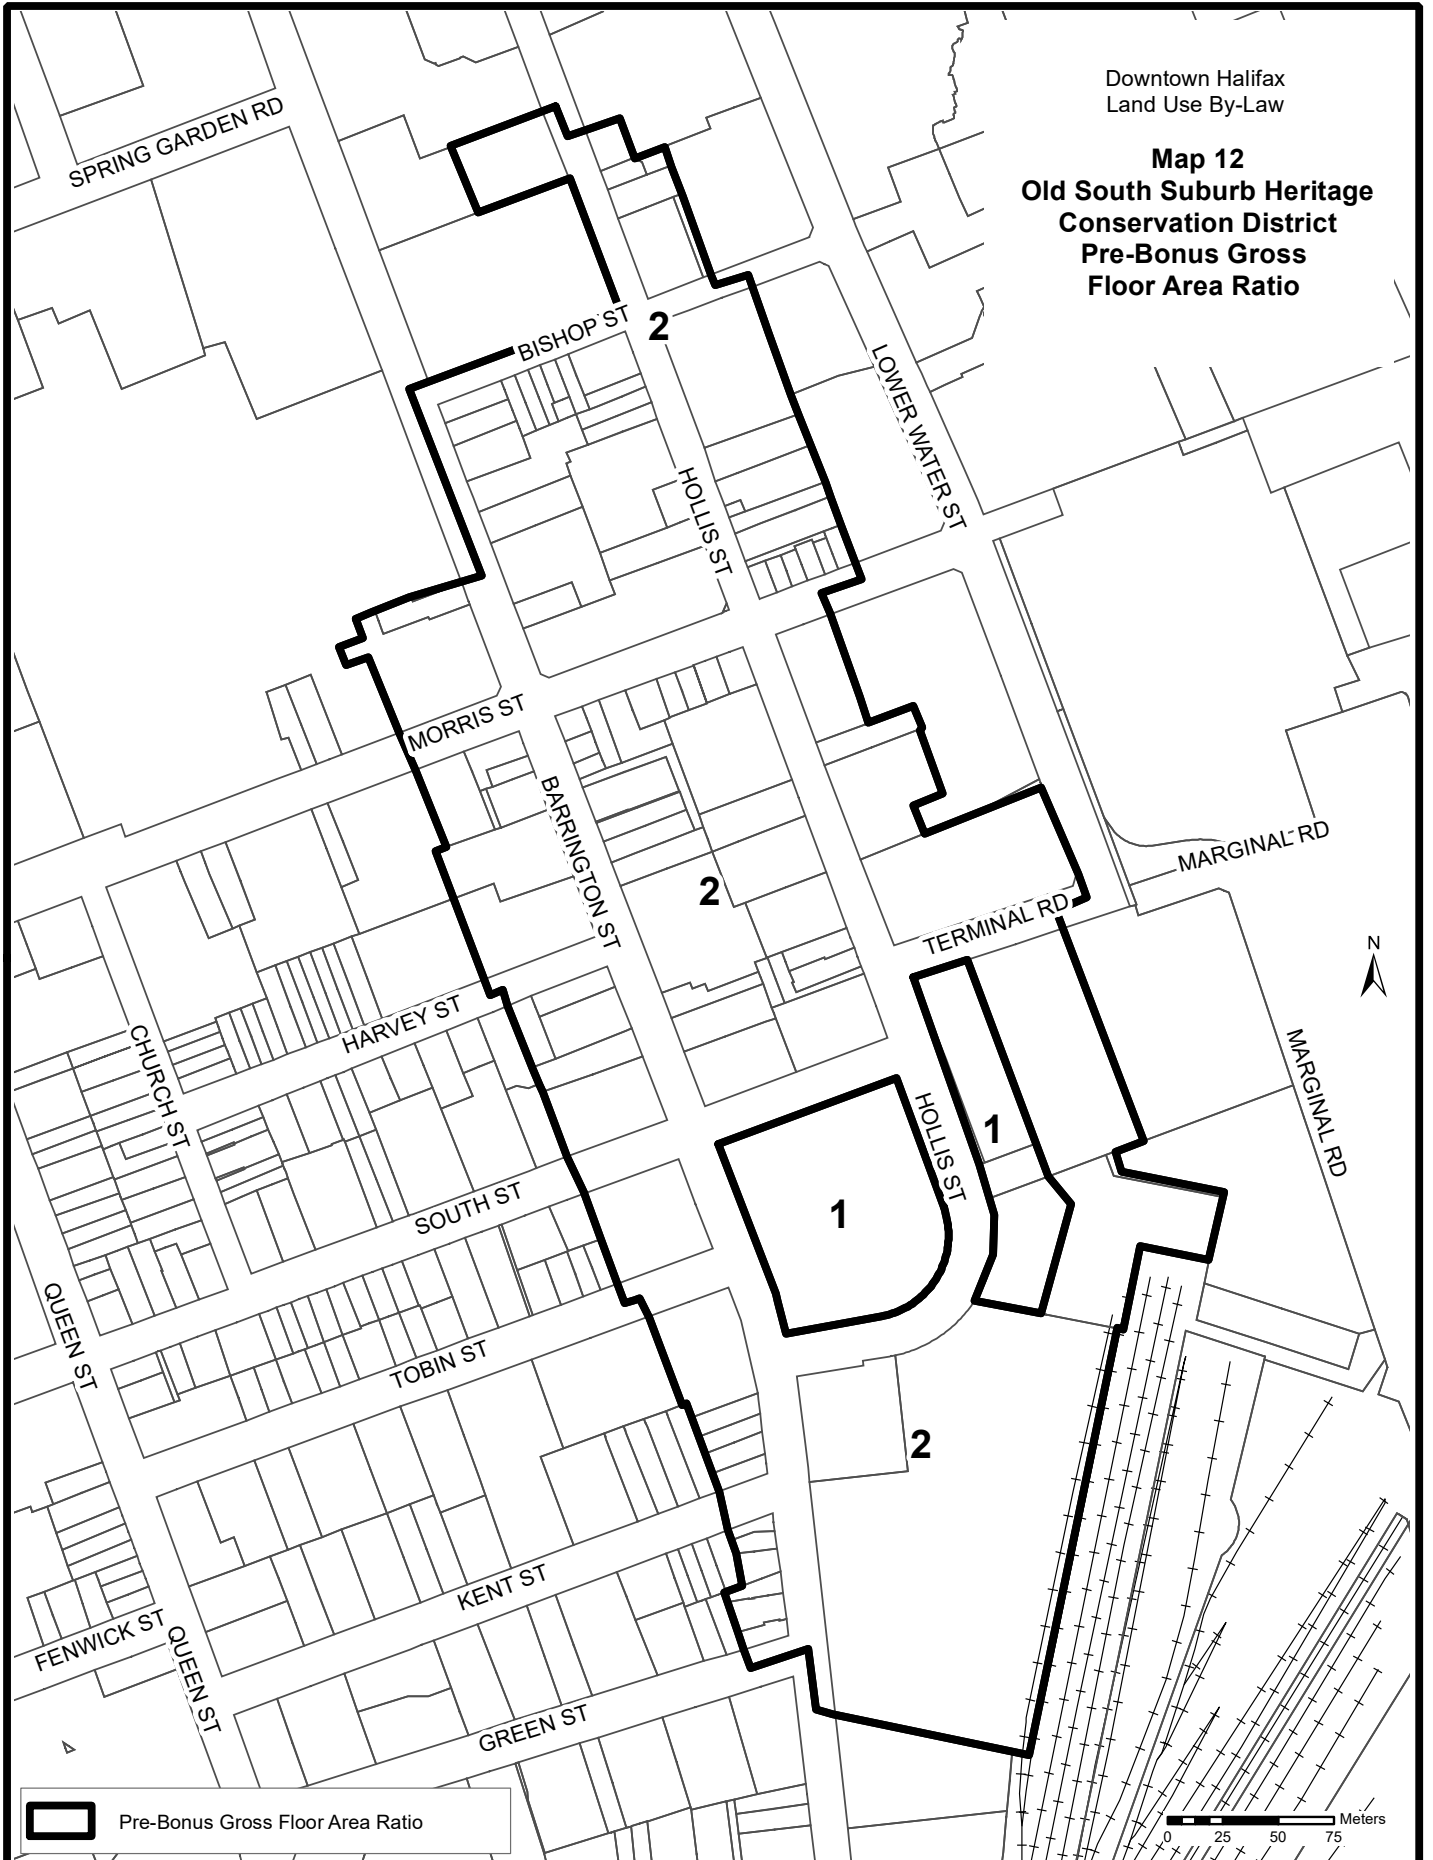 Downtown Halifax
Land Use By-Law
Map 12
Old South Suburb Heritage
Conservation District
Pre-Bonus Gross
Floor Area Ratio
SPRING GARDEN RD
BISHOP ST
2
LOWER WATER ST
HOLLIS ST
MORRIS ST
BARRINGTON ST
MARGINAL RD
2
TERMINAL RD
N
HARVEY ST
CHURCH ST
MARGINAL RD
HOLLIS ST
1
SOUTH ST
1
QUEEN ST
TOBIN ST
2
KENT ST
FENWICK ST
QUEEN ST
GREEN ST
Pre-Bonus Gross Floor Area Ratio
Meters
0 25 50 75